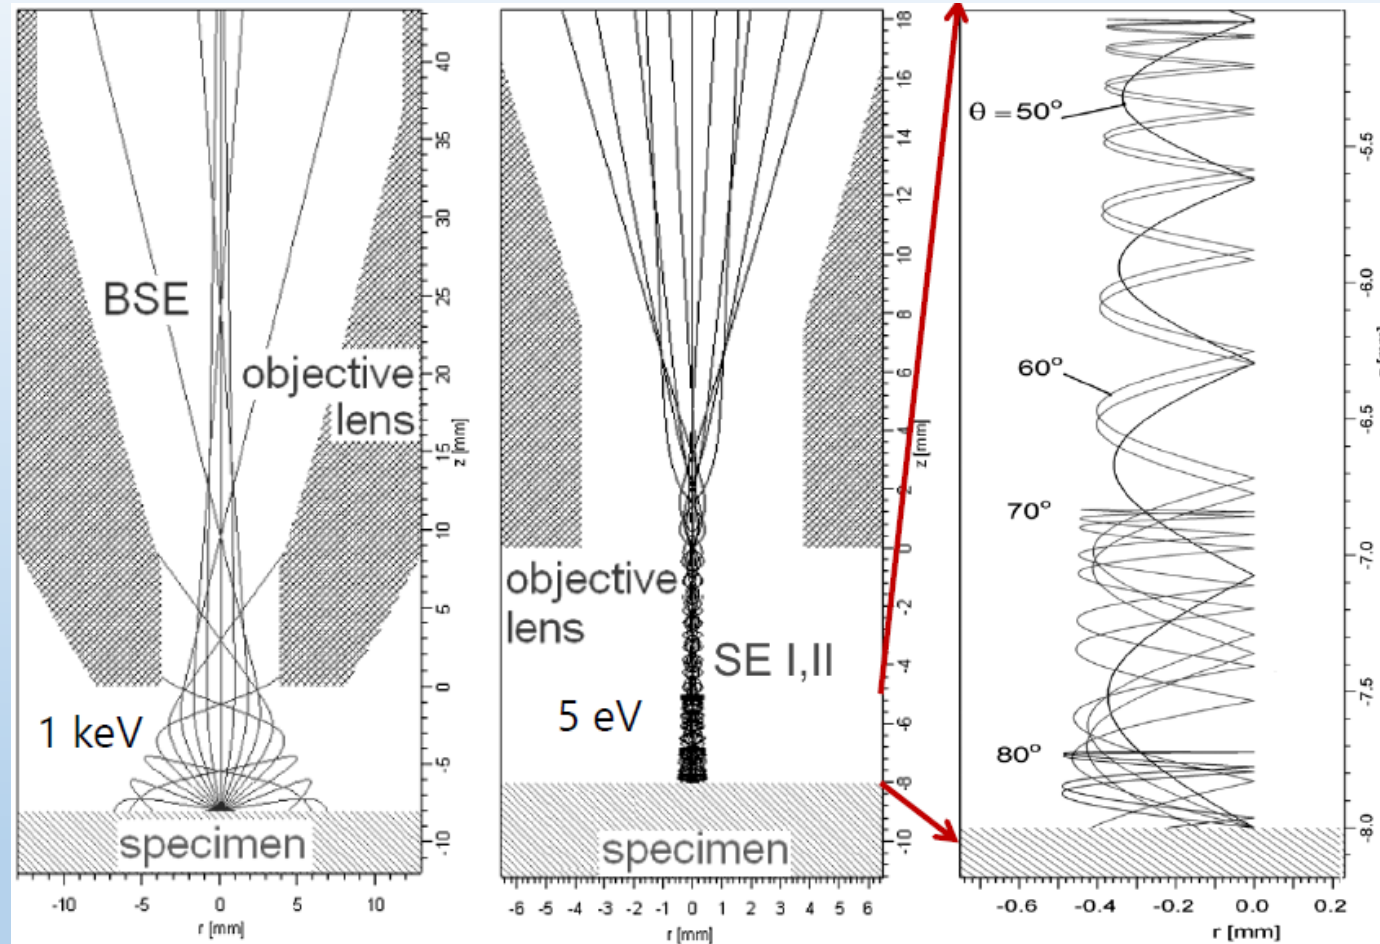 BSE
objective
lens
1 keV
specimen
40
35
30
25
20
15
10
5
0
-5
-10
z [mm]
-10 -5 0 5 10
r [mm]
objective
lens
SE I,II
5 eV
specimen
18
16
14
12
10
8
6
4
2
0
-2
-4
-6
-8
-10
z [mm]
-6 -5 -4 -3 -2 -1 0 1 2 3 4 5 6
r [mm]
θ = 50°
60°
70°
80°
-5.5
-6.0
-6.5
-7.0
-7.5
-8.0
-0.6 -0.4 -0.2 0.0 0.2
r [mm]